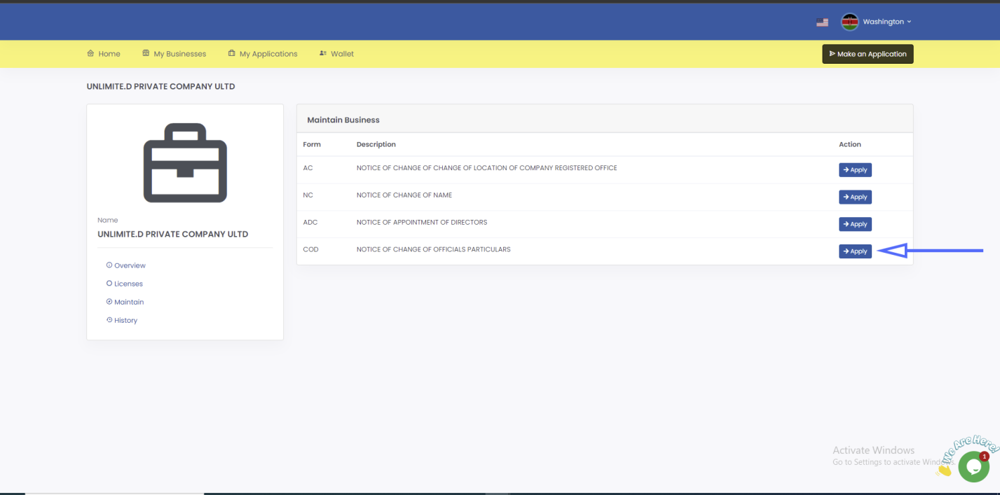 Washington
Home My Businesses My Applications Wallet Make an Application
UNLIMITE.D PRIVATE COMPANY ULTD
Maintain Business
Form Description Action
AC NOTICE OF CHANGE OF CHANGE OF LOCATION OF COMPANY REGISTERED OFFICE Apply
NC NOTICE OF CHANGE OF NAME Apply
ADC NOTICE OF APPOINTMENT OF DIRECTORS Apply
COD NOTICE OF CHANGE OF OFFICIALS PARTICULARS Apply
Name
UNLIMITE.D PRIVATE COMPANY ULTD
Overview
Licenses
Maintain
History
Activate Windows
Go to Settings to activate Windows.
We Are Here!
1